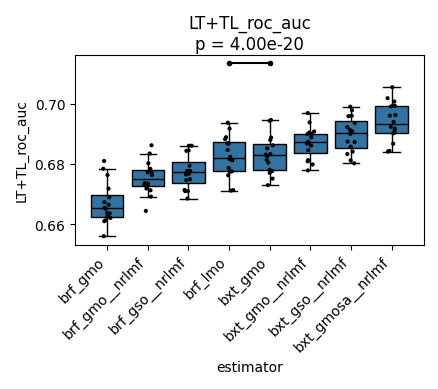 LT+TL_roc_auc
p = 4.00e-20
LT+TL_roc_auc
0.70
0.68
0.66
brf_gmo
brf_gmo__nrlmf
brf_gso__nrlmf
brf_lmo
bxt_gmo
bxt_gmo__nrlmf
bxt_gso__nrlmf
bxt_gmosa__nrlmf
estimator